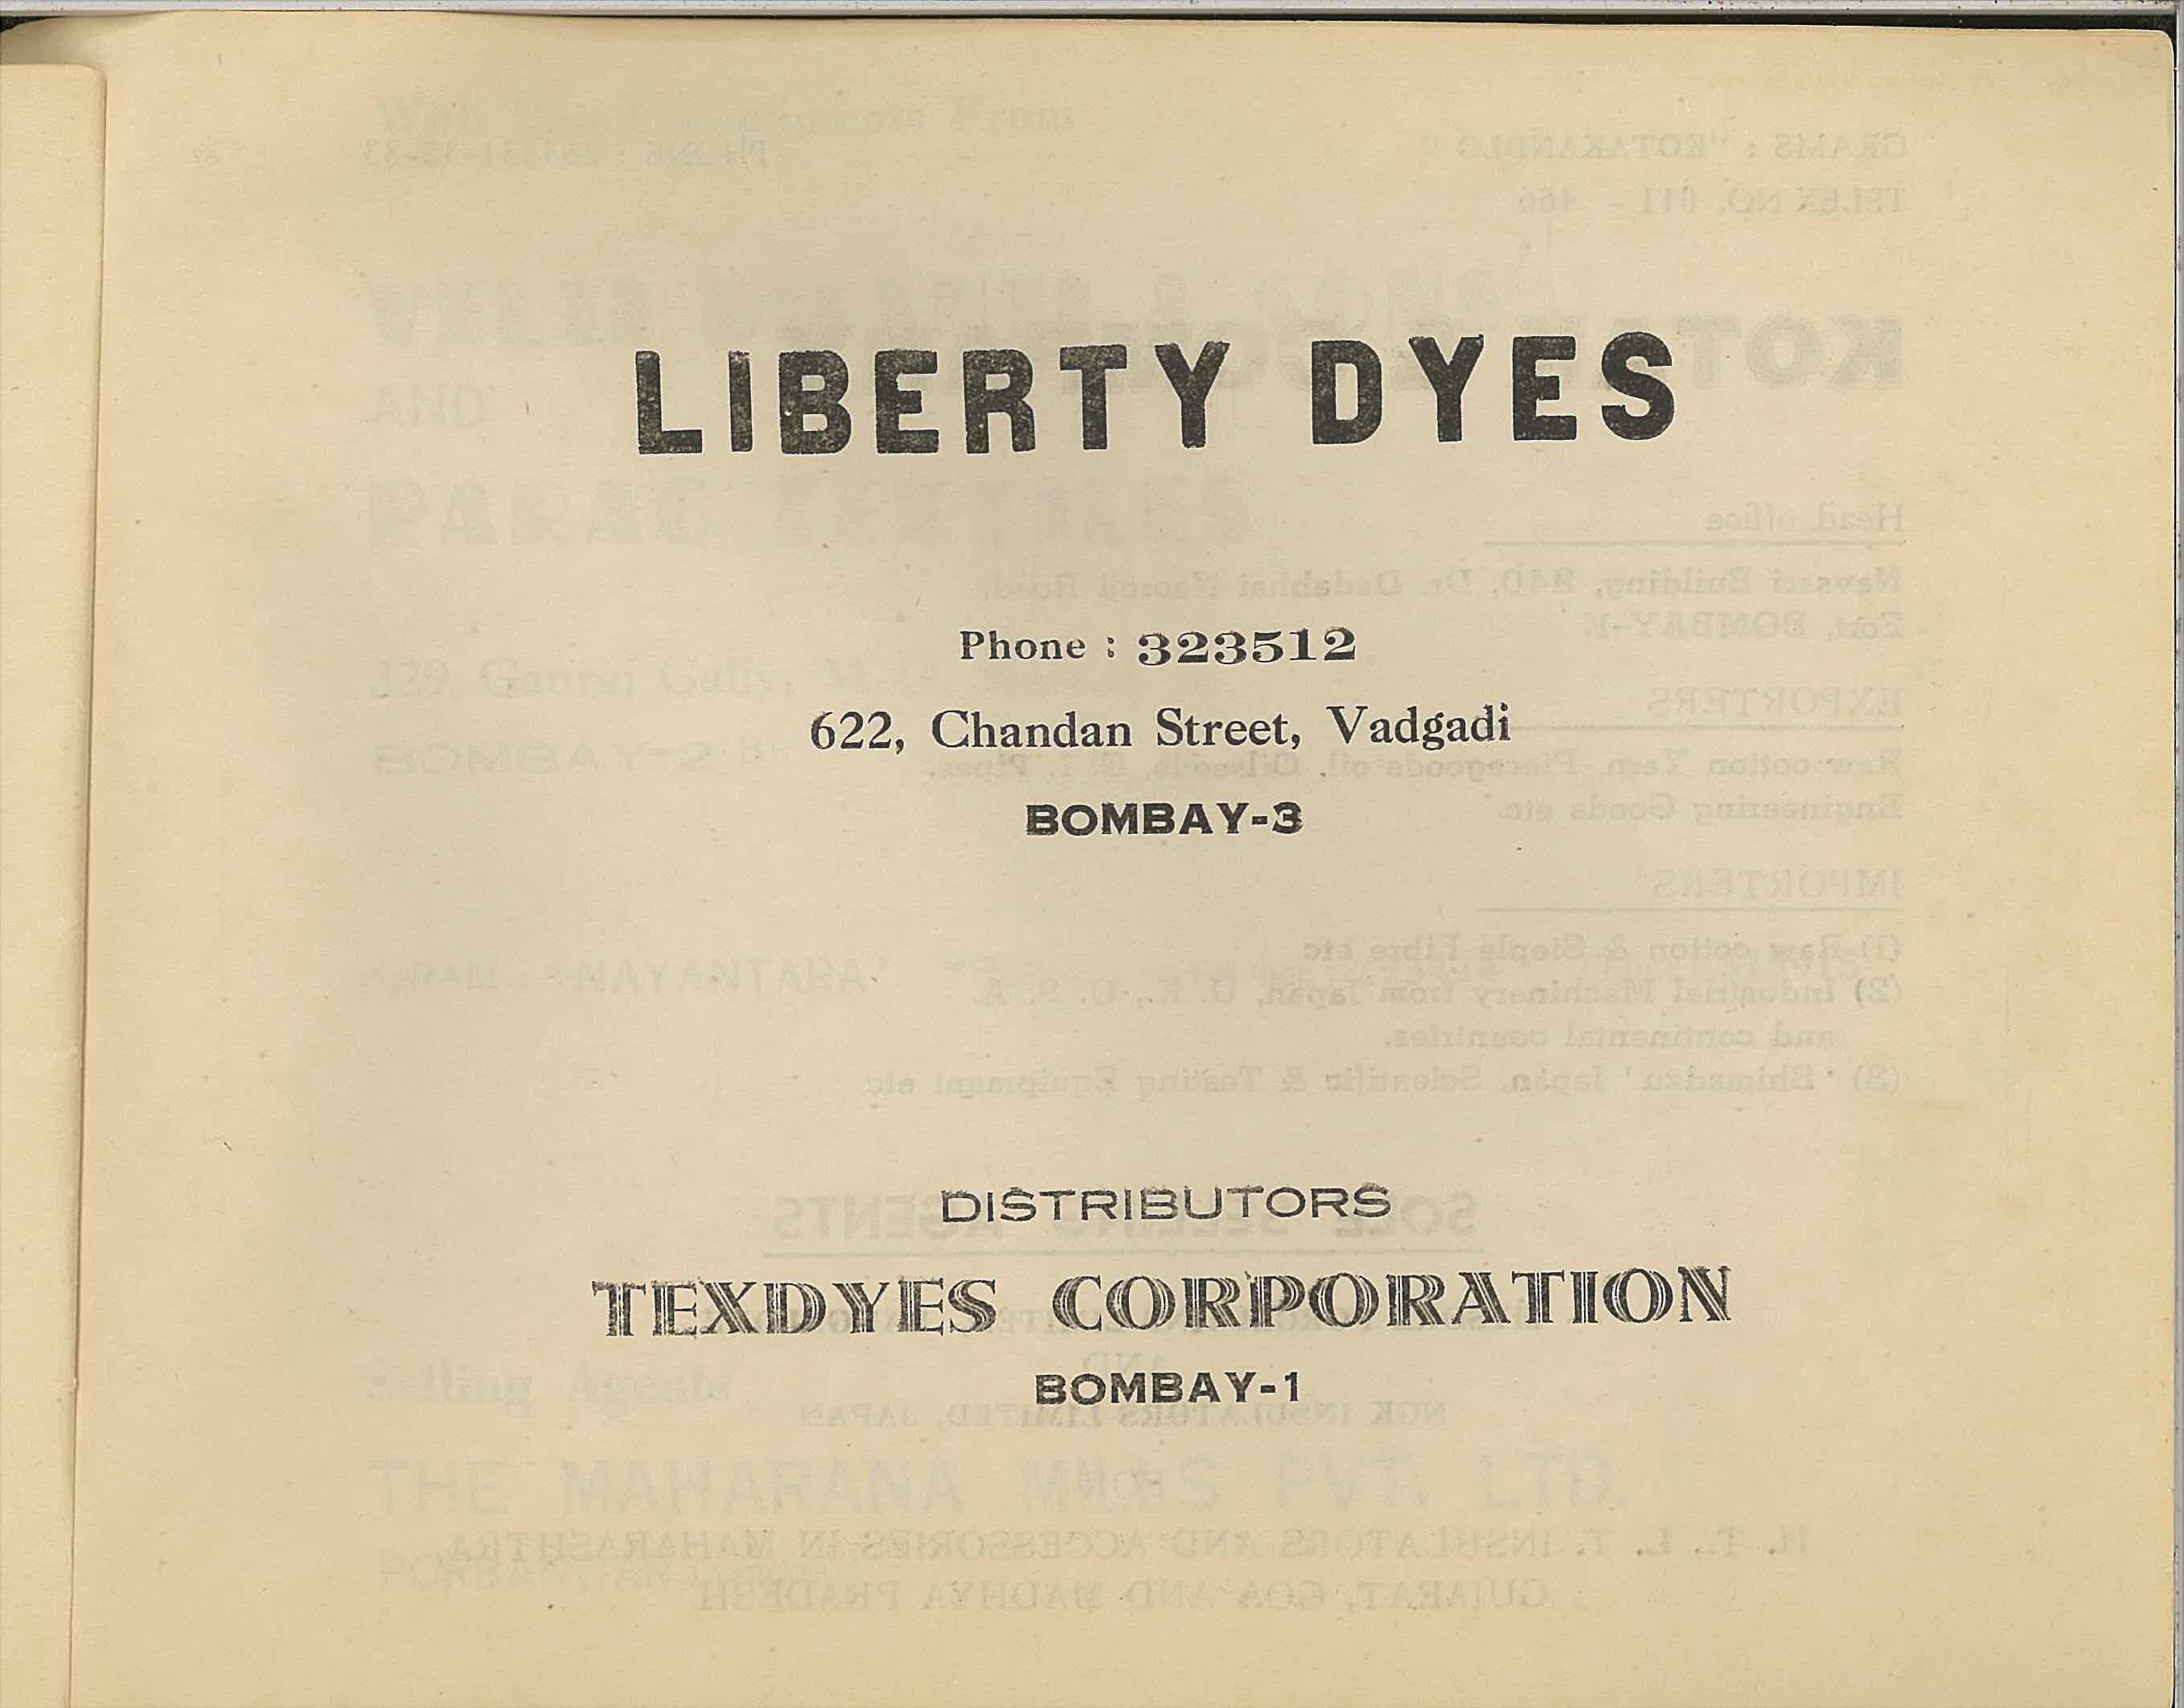 LIBERTY DYES
Phone : 323512
622, Chandan Street, Vadgadi
BOMBAY-3
DISTRIBUTORS
TEXDYES CORPORATION
BOMBAY-1